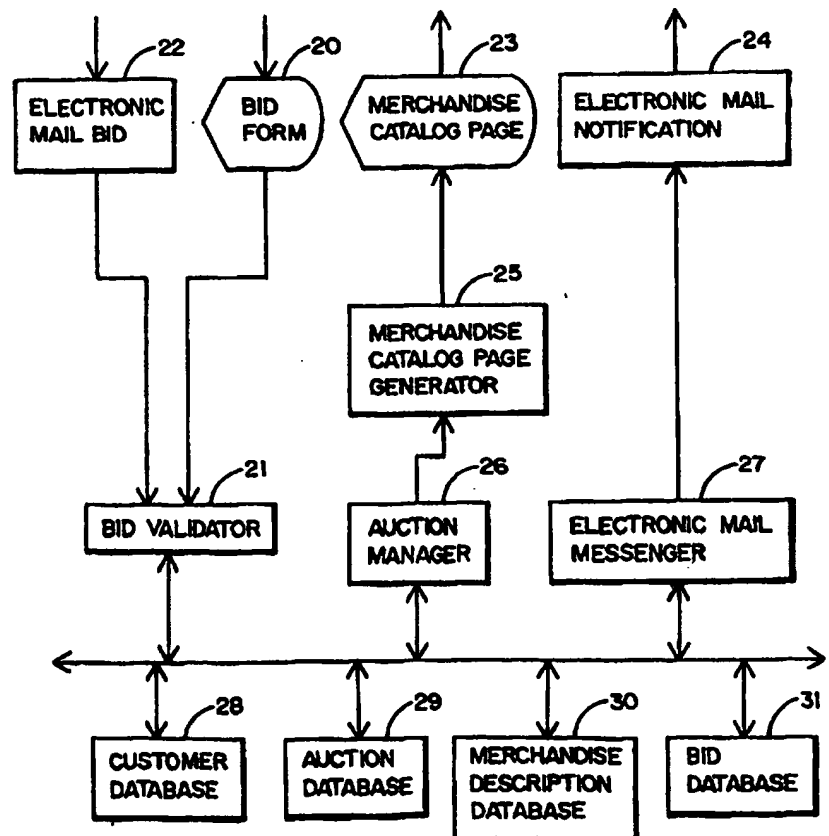 22
20
23
24
ELECTRONIC
MAIL BID
BID
FORM
MERCHANDISE
CATALOG PAGE
ELECTRONIC MAIL
NOTIFICATION
25
MERCHANDISE
CATALOG PAGE
GENERATOR
21
26
27
BID VALIDATOR
AUCTION
MANAGER
ELECTRONIC MAIL
MESSENGER
28
29
30
31
CUSTOMER
DATABASE
AUCTION
DATABASE
MERCHANDISE
DESCRIPTION
DATABASE
BID
DATABASE